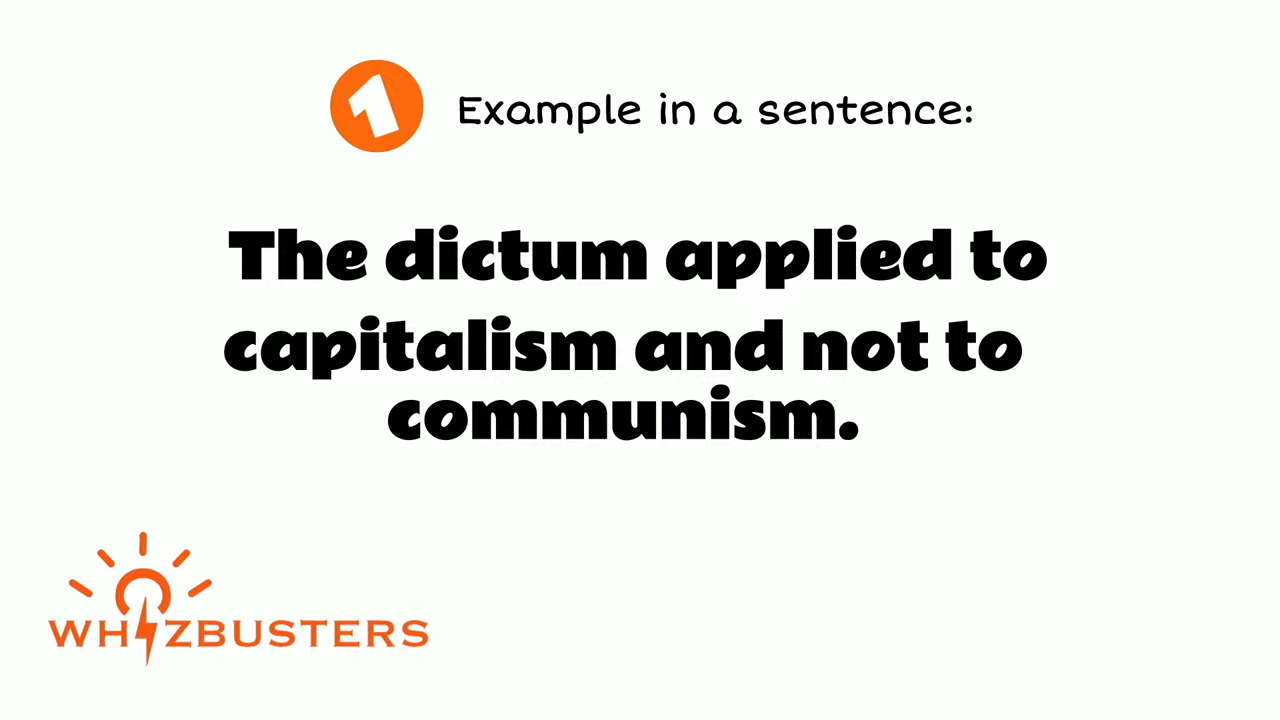 1 Example in a sentence:
The dictum applied to
capitalism and not to
communism.
WHIZBUSTERS